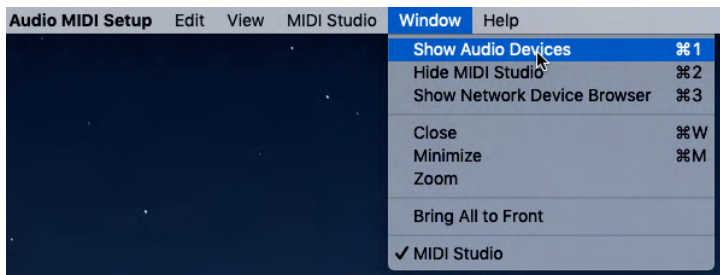 Audio MIDI Setup Edit View MIDI Studio Window Help
Show Audio Devices ⌘1
Hide MIDI Studio ⌘2
Show Network Device Browser ⌘3
Close ⌘W
Minimize ⌘M
Zoom
Bring All to Front
✓ MIDI Studio